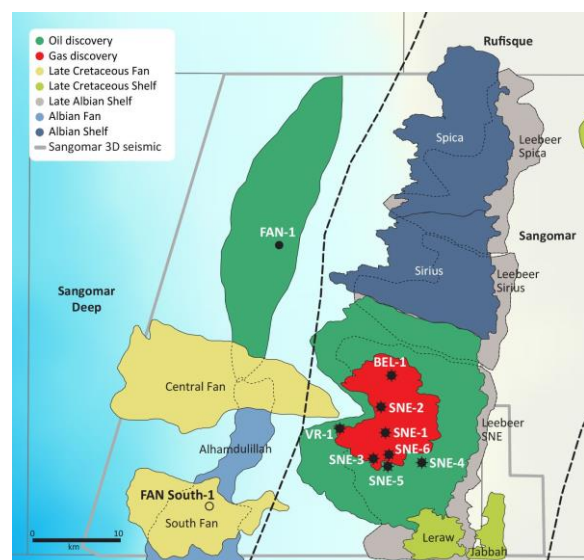 Oil discovery
Gas discovery
Late Cretaceous Fan
Late Cretaceous Shelf
Late Albian Shelf
Albian Fan
Albian Shelf
Sangomar 3D seismic
Rufisque
Spica
Leebeer
Spica
FAN-1
Sangomar
Sirius
Leebeer
Sirius
Sangomar
Deep
BEL-1
Central Fan
SNE-2
VR-1
SNE-1
Leebeer
SNE
Alhamdulillah
SNE-6
SNE-3
SNE-4
SNE-5
FAN South-1
South Fan
Leraw
Jabbah
0
10
km